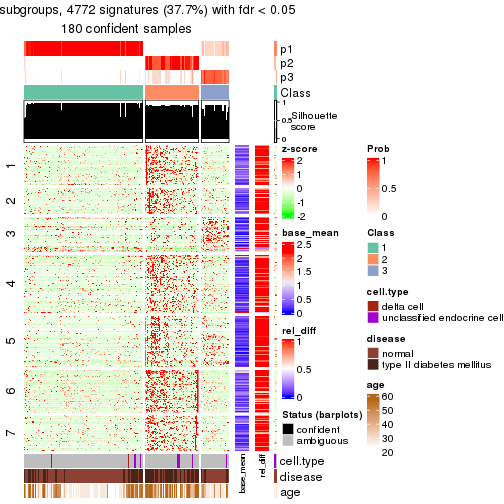 subgroups, 4772 signatures (37.7%) with fdr < 0.05
180 confident samples
p1
p2
p3
Class
1
0.5
0
Silhouette
score
1
2
3
4
5
6
7
z-score
2
1
0
-1
-2
base_mean
2.5
2
1.5
1
0.5
0
rel_diff
1
0.5
0
Status (barplots)
confident
ambiguous
Prob
1
0.5
0
Class
1
2
3
cell.type
delta cell
unclassified endocrine cell
disease
normal
type II diabetes mellitus
age
60
50
40
30
20
base_mean
rel_diff
cell.type
disease
age